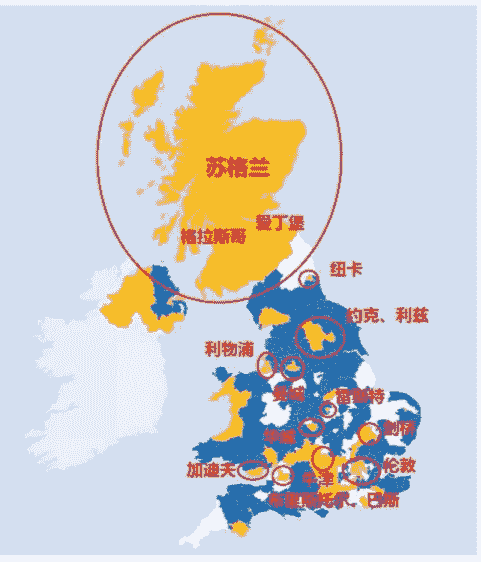 苏格兰
爱丁堡
格拉斯哥
纽卡
约克、利兹
利物浦
曼城
莱斯特
华威
剑桥
加迪夫
牛津
伦敦
布里斯托尔、巴斯